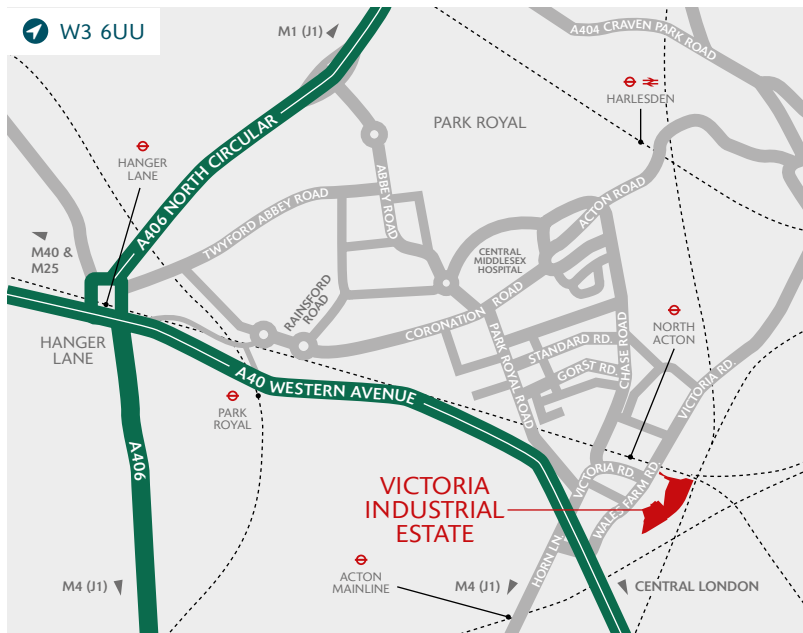 W3 6UU
M1 (J1)
A404 CRAVEN PARK ROAD
HARLESDEN
PARK ROYAL
HANGER
LANE
A406 NORTH CIRCULAR
ABBEY ROAD
TWYFORD ABBEY ROAD
ACTON ROAD
M40 &
M25
CENTRAL
MIDDLESEX
HOSPITAL
RAINSFORD
ROAD
CORONATION ROAD
NORTH
ACTON
HANGER
LANE
STANDARD RD.
GORST RD.
CHASE ROAD
PARK ROYAL ROAD
VICTORIA RD.
A40 WESTERN AVENUE
PARK
ROYAL
A406
VICTORIA RD.
WALES FARM RD.
VICTORIA
INDUSTRIAL
ESTATE
HORN LN.
ACTON
MAINLINE
M4 (J1)
M4 (J1)
CENTRAL LONDON